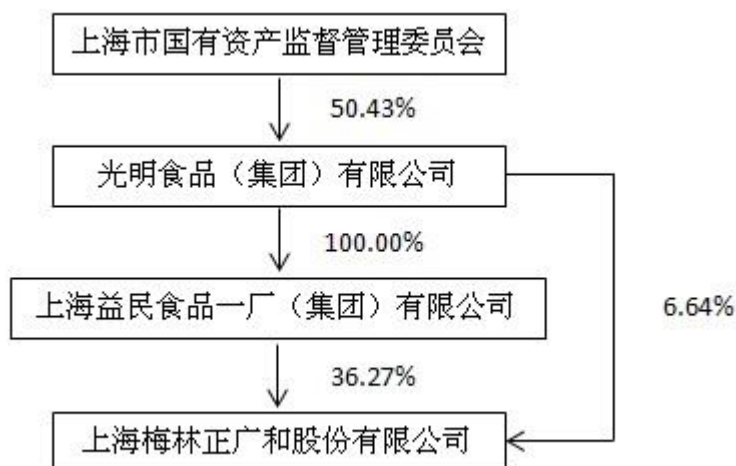 上海市国有资产监督管理委员会
50.43%
光明食品（集团）有限公司
100.00%
上海益民食品一厂（集团）有限公司
6.64%
36.27%
上海梅林正广和股份有限公司